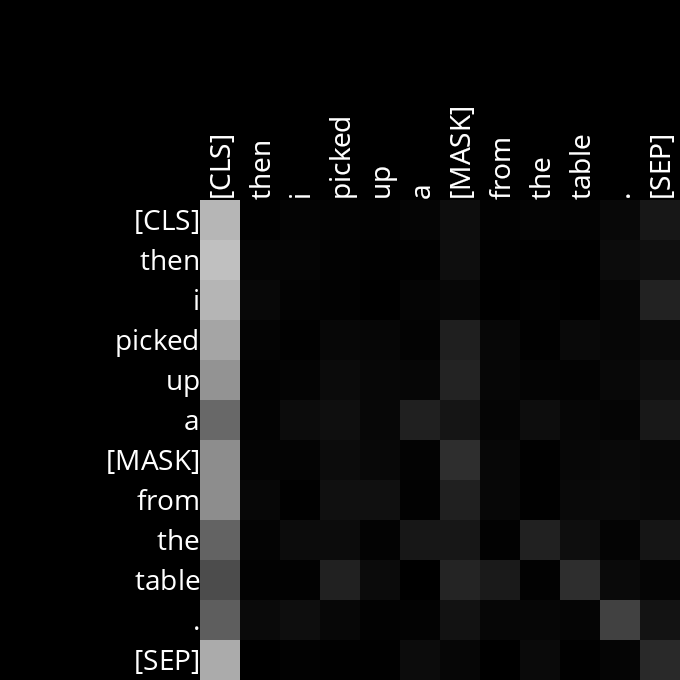 [CLS] then i picked up a [MASK] from the table . [SEP]
[CLS]
then
i
picked
up
a
[MASK]
from
the
table
.
[SEP]